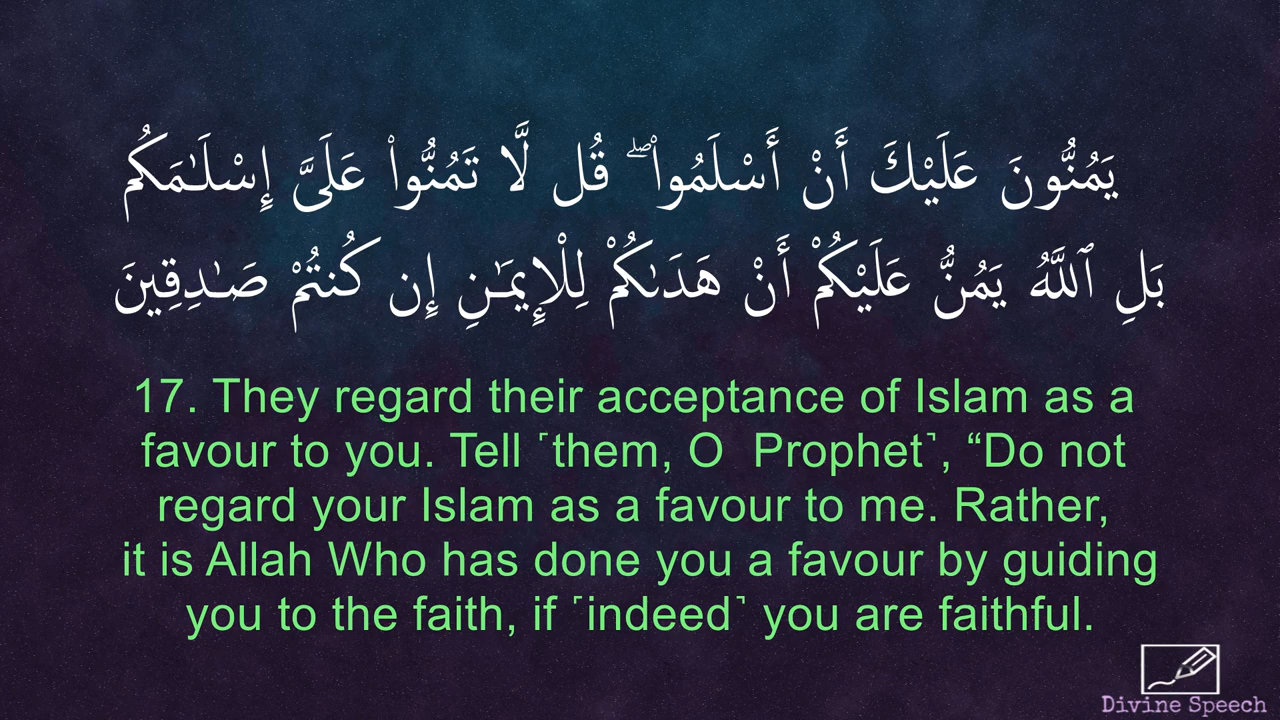 يَمُنُّونَ عَلَيْكَ أَنْ أَسْلَمُوا۟ ۖ قُل لَّا تَمُنُّوا۟ عَلَىَّ إِسْلَـٰمَكُم
بَلِ ٱللَّهُ يَمُنُّ عَلَيْكُمْ أَنْ هَدَىٰكُمْ لِلْإِيمَـٰنِ إِن كُنتُمْ صَـٰدِقِينَ
17. They regard their acceptance of Islam as a
favour to you. Tell ˹them, O  Prophet˺, “Do not
regard your Islam as a favour to me. Rather,
it is Allah Who has done you a favour by guiding
you to the faith, if ˹indeed˺ you are faithful.
Divine Speech